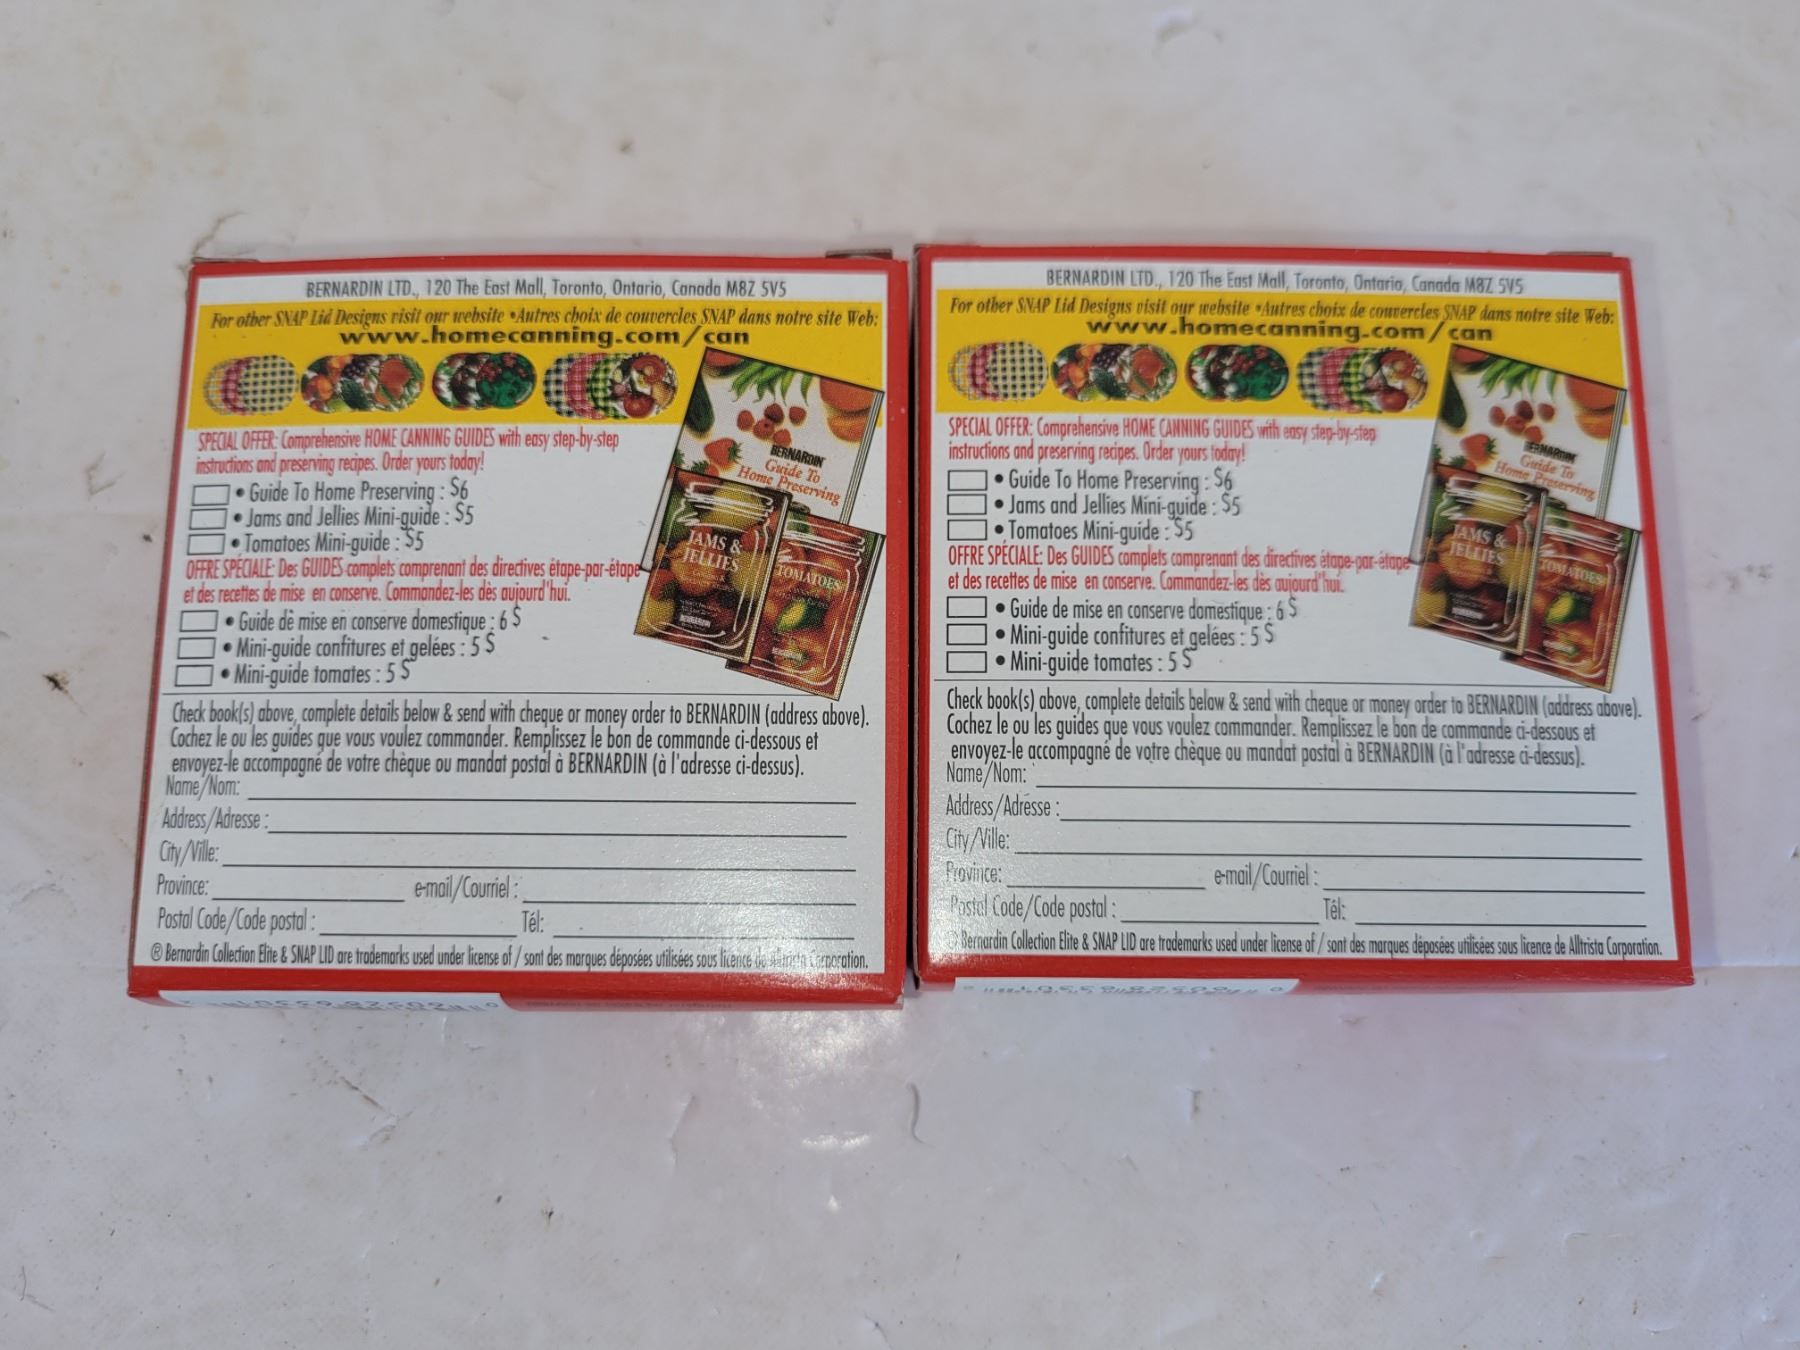 BERNARDIN LTD., 120 The East Mall, Toronto, Ontario, Canada M8Z 5V5
For other SNAP Lid Designs visit our website •Autres choix de couvercles SNAP dans notre site Web:
www.homecanning.com/can
SPECIAL OFFER: Comprehensive HOME CANNING GUIDES with easy step-by-step
instructions and preserving recipes. Order yours today!
• Guide To Home Preserving : $6
• Jams and Jellies Mini-guide : $5
• Tomatoes Mini-guide : $5
OFFRE SPÉCIALE: Des GUIDES complets comprenant des directives étape-par-étape
et des recettes de mise en conserve. Commandez-les dès aujourd'hui.
• Guide de mise en conserve domestique : 6 $
• Mini-guide confitures et gelées : 5 $
• Mini-guide tomates : 5 $
BERNARDIN
Guide To
Home Preserving
JAMS &
JELLIES
TOMATOES
Check book(s) above, complete details below & send with cheque or money order to BERNARDIN (address above).
Cochez le ou les guides que vous voulez commander. Remplissez le bon de commande ci-dessous et
envoyez-le accompagné de votre chèque ou mandat postal à BERNARDIN (à l'adresse ci-dessus).
Name/Nom:
Address/Adresse :
City/Ville:
Province: e-mail/Courriel :
Postal Code/Code postal : Tél:
® Bernardin Collection Elite & SNAP LID are trademarks used under license of / sont des marques déposées utilisées sous licence de Alltrista Corporation.
BERNARDIN LTD., 120 The East Mall, Toronto, Ontario, Canada M8Z 5V5
For other SNAP Lid Designs visit our website •Autres choix de couvercles SNAP dans notre site Web:
www.homecanning.com/can
SPECIAL OFFER: Comprehensive HOME CANNING GUIDES with easy step-by-step
instructions and preserving recipes. Order yours today!
• Guide To Home Preserving : $6
• Jams and Jellies Mini-guide : $5
• Tomatoes Mini-guide : $5
OFFRE SPÉCIALE: Des GUIDES complets comprenant des directives étape-par-étape
et des recettes de mise en conserve. Commandez-les dès aujourd'hui.
• Guide de mise en conserve domestique : 6 $
• Mini-guide confitures et gelées : 5 $
• Mini-guide tomates : 5 $
BERNARDIN
Guide To
Home Preserving
JAMS &
JELLIES
TOMATOES
Check book(s) above, complete details below & send with cheque or money order to BERNARDIN (address above).
Cochez le ou les guides que vous voulez commander. Remplissez le bon de commande ci-dessous et
envoyez-le accompagné de votre chèque ou mandat postal à BERNARDIN (à l'adresse ci-dessus).
Name/Nom:
Address/Adresse :
City/Ville:
Province: e-mail/Courriel :
Postal Code/Code postal : Tél:
Bernardin Collection Elite & SNAP LID are trademarks used under license of / sont des marques déposées utilisées sous licence de Alltrista Corporation.